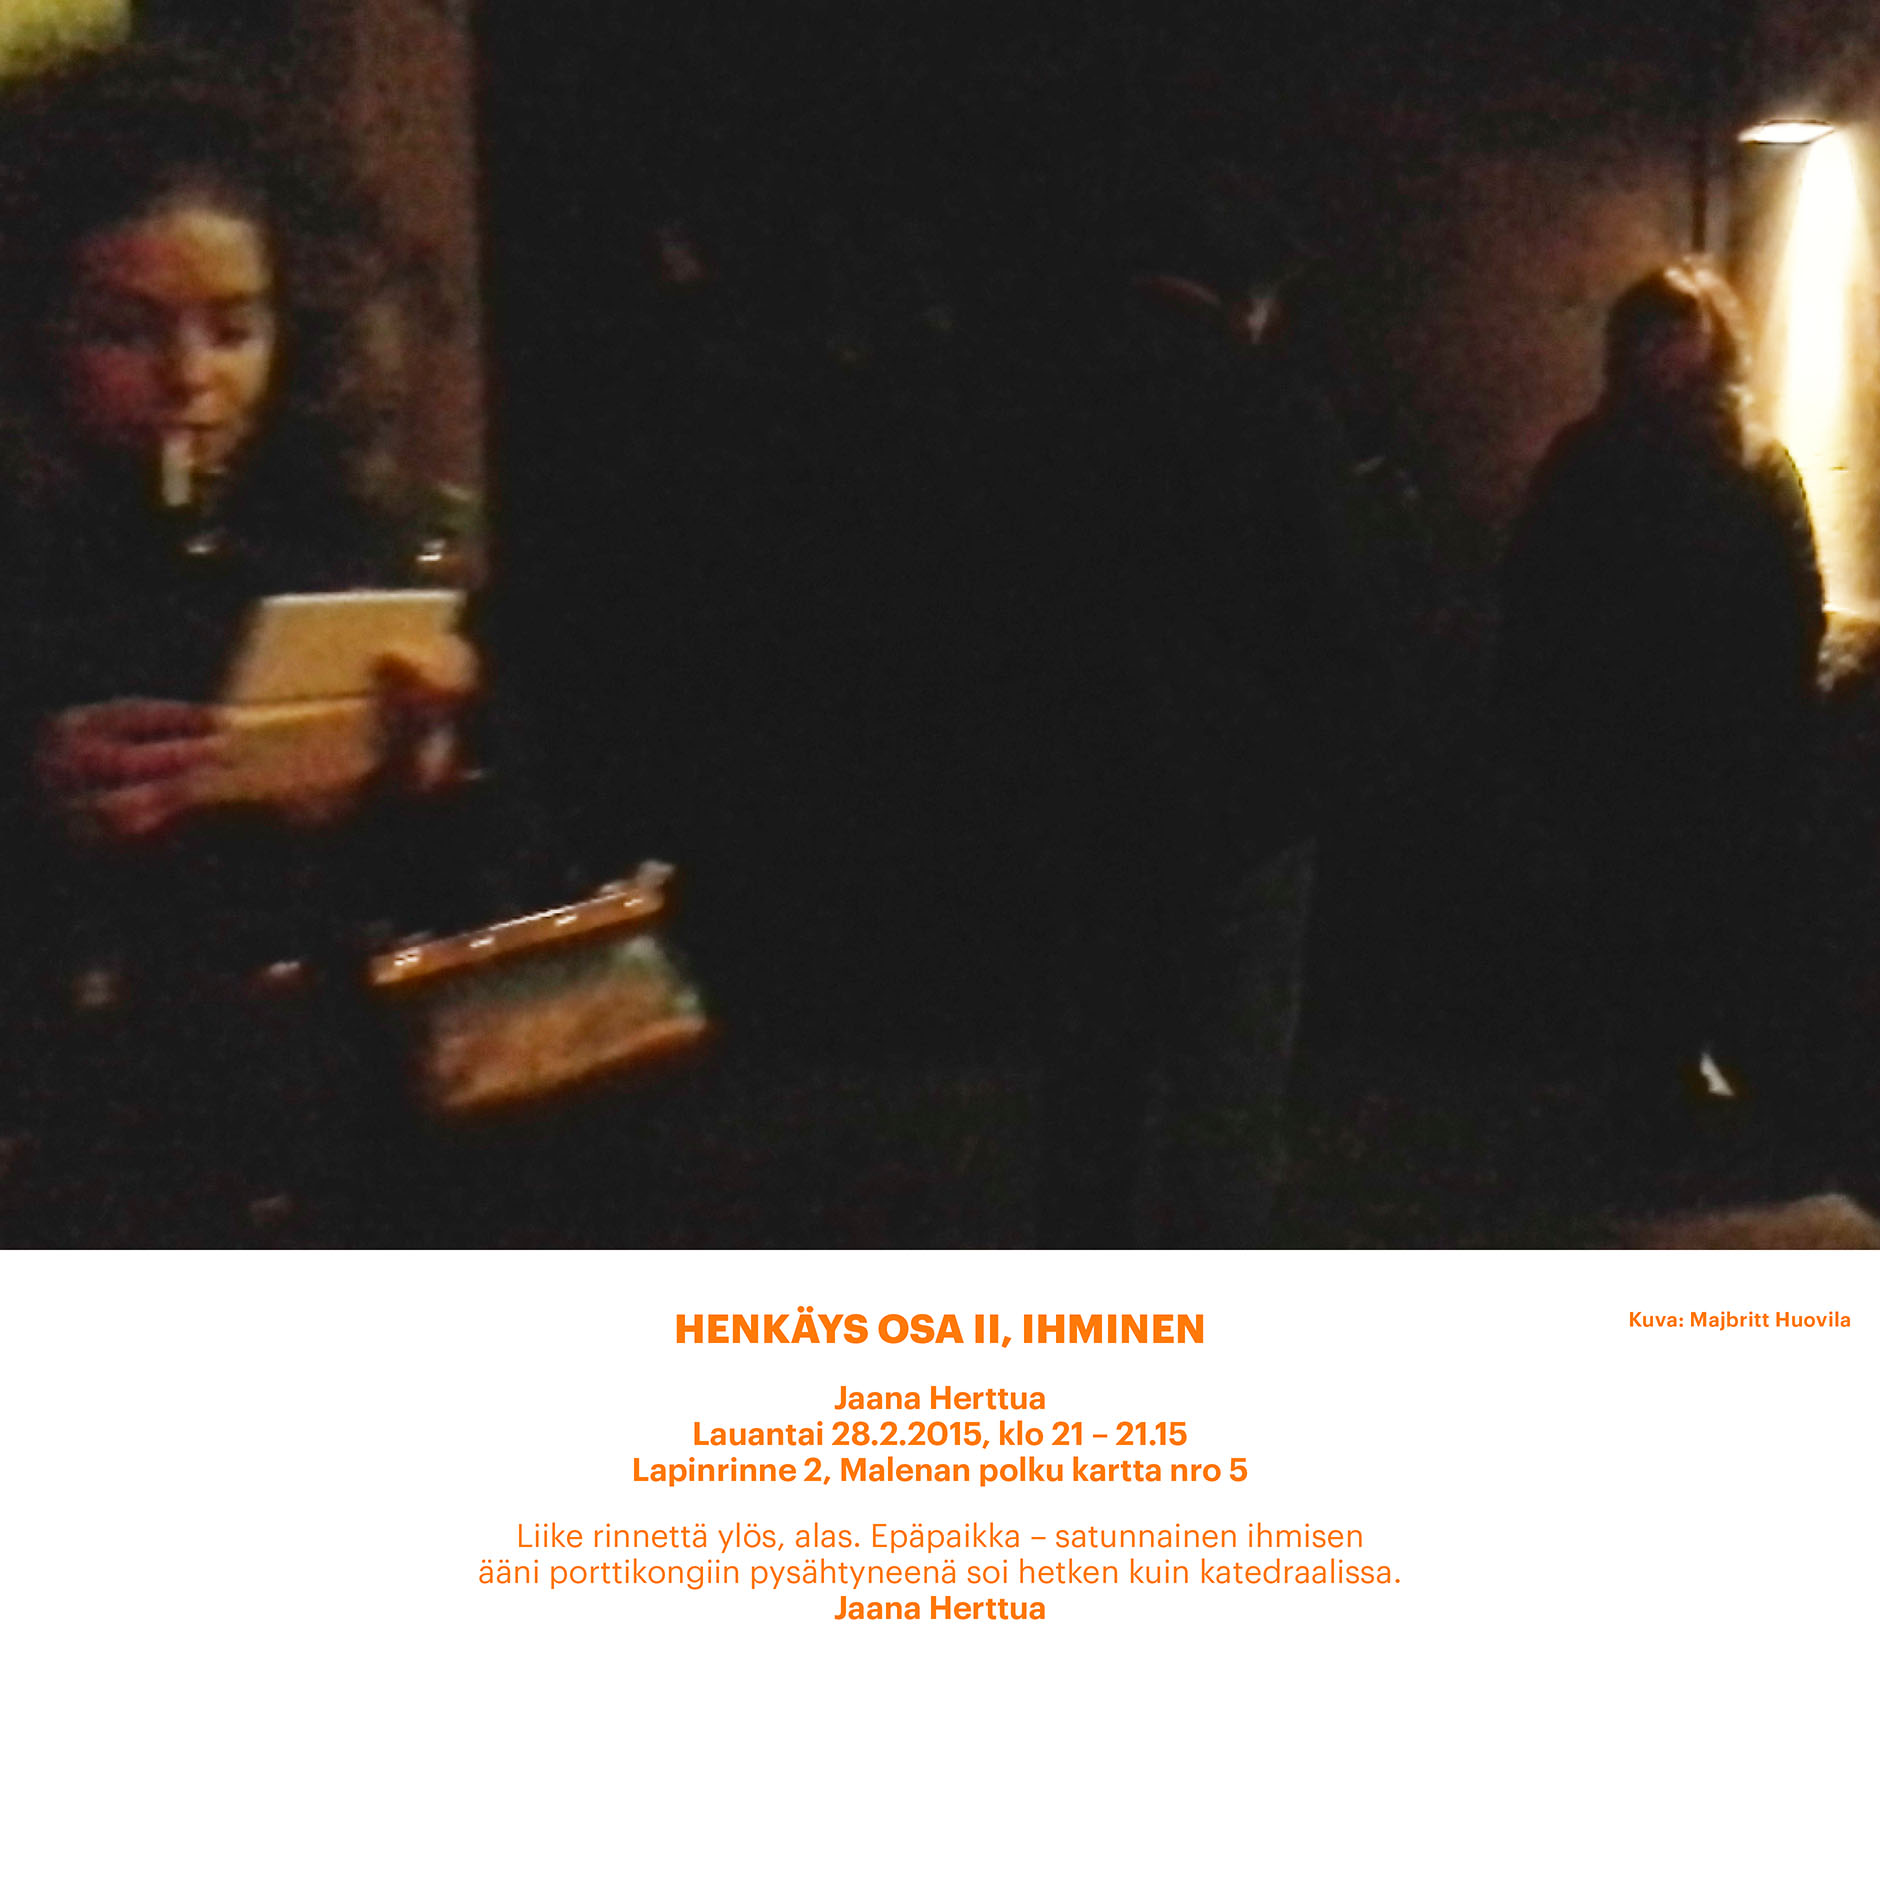 HENKÄYS OSA II, IHMINEN
Kuva: Majbritt Huovila
Jaana Herttua
Lauantai 28.2.2015, klo 21 – 21.15
Lapinrinne 2, Malenan polku kartta nro 5
Liike rinnettä ylös, alas. Epäpaikka – satunnainen ihmisen
ääni porttikongiin pysähtyneenä soi hetken kuin katedraalissa.
Jaana Herttua